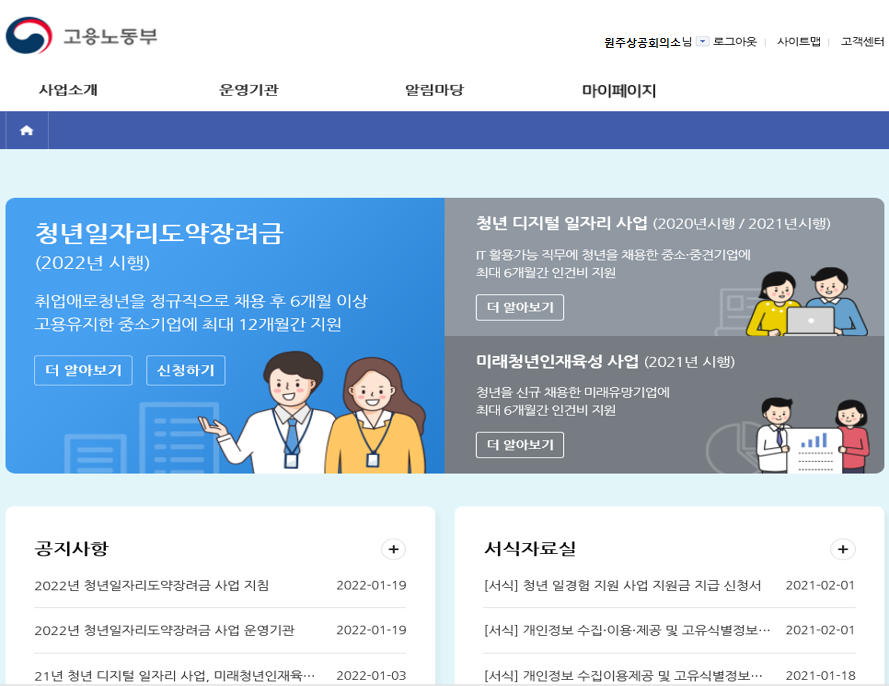 고용노동부
원주상공회의소님 로그아웃 사이트맵 고객센터
사업소개 운영기관 알림마당 마이페이지
청년일자리도약장려금
(2022년 시행)
취업애로청년을 정규직으로 채용 후 6개월 이상
고용유지한 중소기업에 최대 12개월간 지원
더 알아보기 신청하기
청년 디지털 일자리 사업 (2020년시행 / 2021년시행)
IT 활용가능 직무에 청년을 채용한 중소·중견기업에
최대 6개월간 인건비 지원
더 알아보기
미래청년인재육성 사업 (2021년 시행)
청년을 신규 채용한 미래유망기업에
최대 6개월간 인건비 지원
더 알아보기
공지사항 +
2022년 청년일자리도약장려금 사업 지침 2022-01-19
2022년 청년일자리도약장려금 사업 운영기관 2022-01-19
21년 청년 디지털 일자리 사업, 미래청년인재육… 2022-01-03
서식자료실 +
[서식] 청년 일경험 지원 사업 지원금 지급 신청서 2021-02-01
[서식] 개인정보 수집·이용·제공 및 고유식별정보… 2021-02-01
[서식] 개인정보 수집이용제공 및 고유식별정보… 2021-01-18